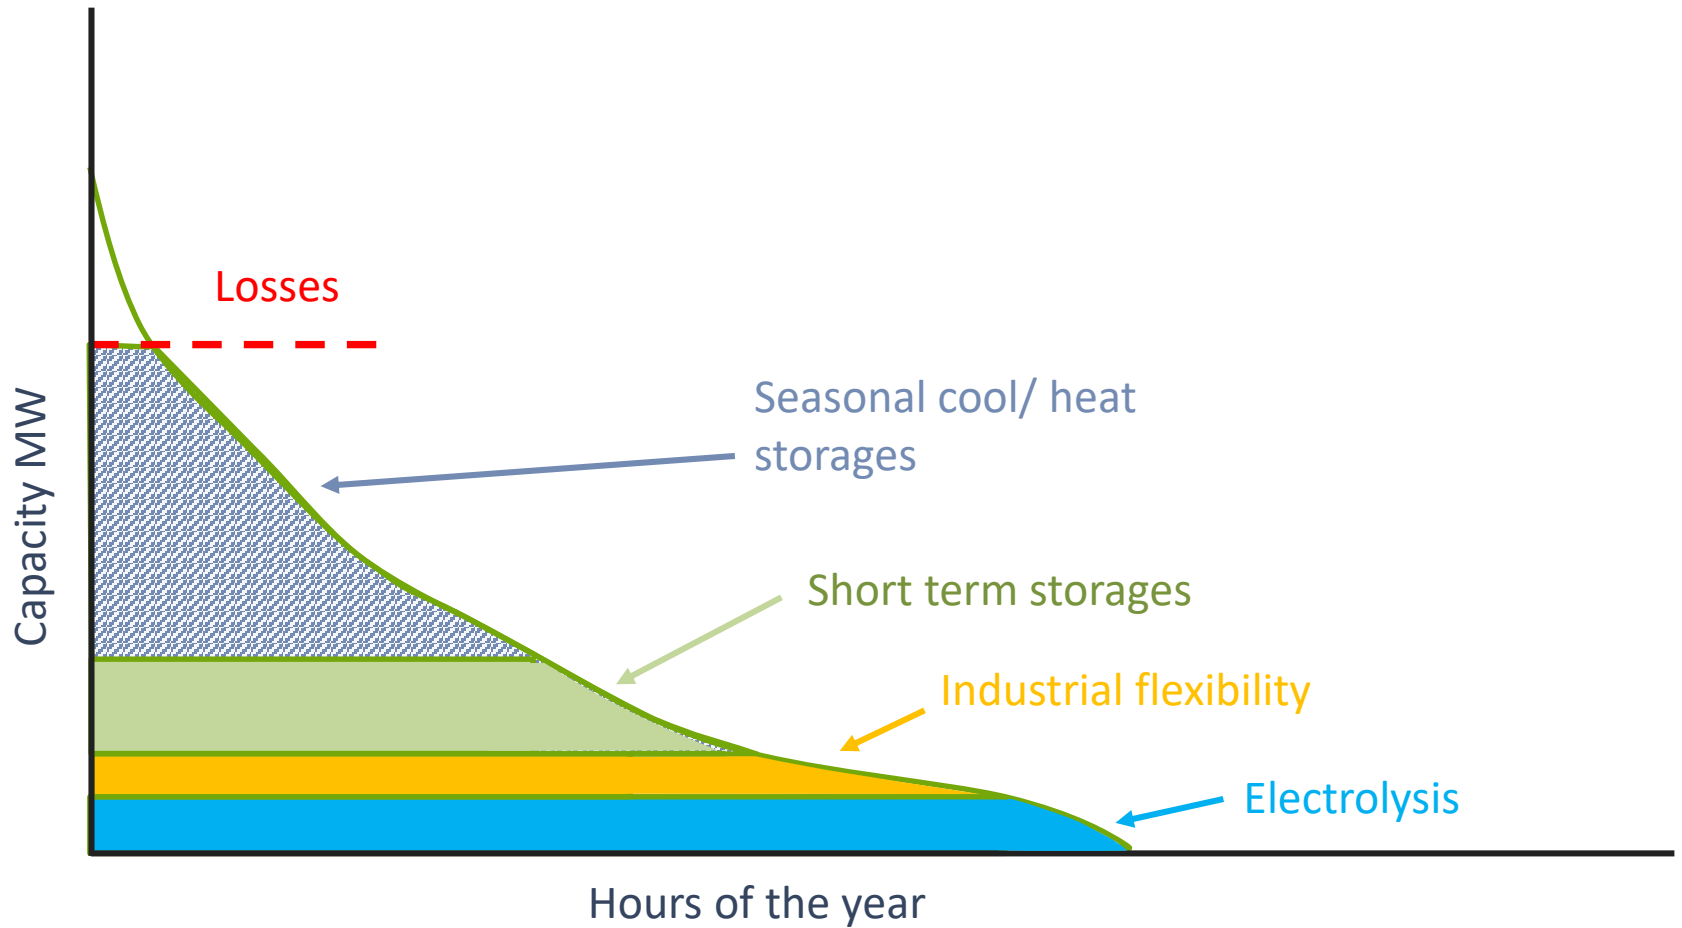 Losses
Seasonal cool/ heat
storages
Short term storages
Industrial flexibility
Electrolysis
Capacity MW
Hours of the year